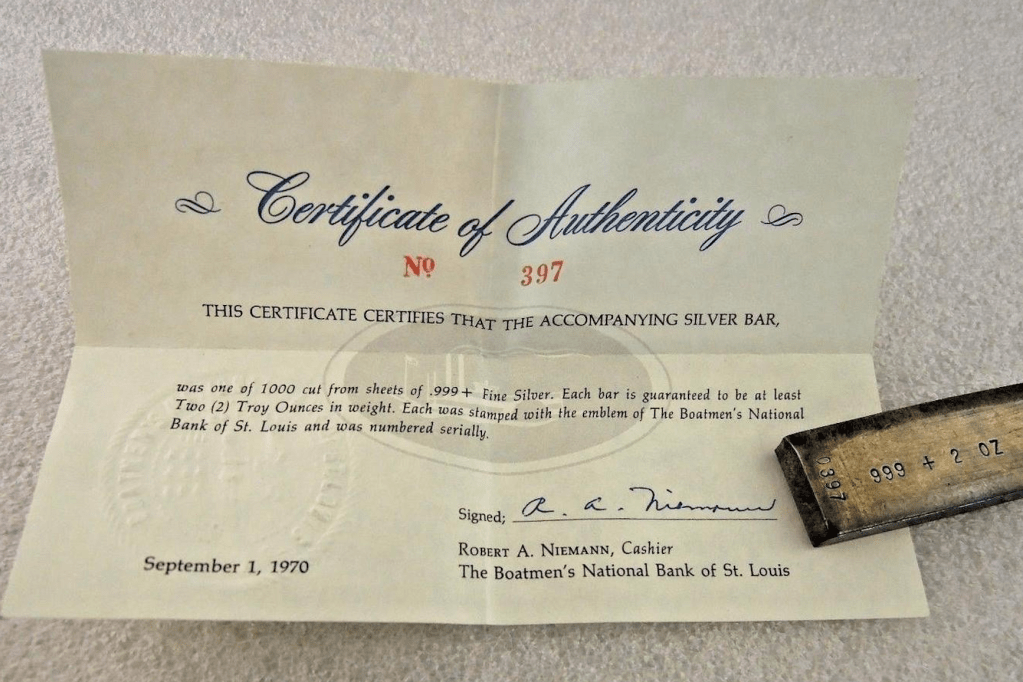 Certificate of Authenticity
Nº 397
THIS CERTIFICATE CERTIFIES THAT THE ACCOMPANYING SILVER BAR,
was one of 1000 cut from sheets of .999+ Fine Silver. Each bar is guaranteed to be at least
Two (2) Troy Ounces in weight. Each was stamped with the emblem of The Boatmen's National
Bank of St. Louis and was numbered serially.
Signed; R. A. Niemann
ROBERT A. NIEMANN, Cashier
The Boatmen's National Bank of St. Louis
September 1, 1970
0397
999 + 2 OZ